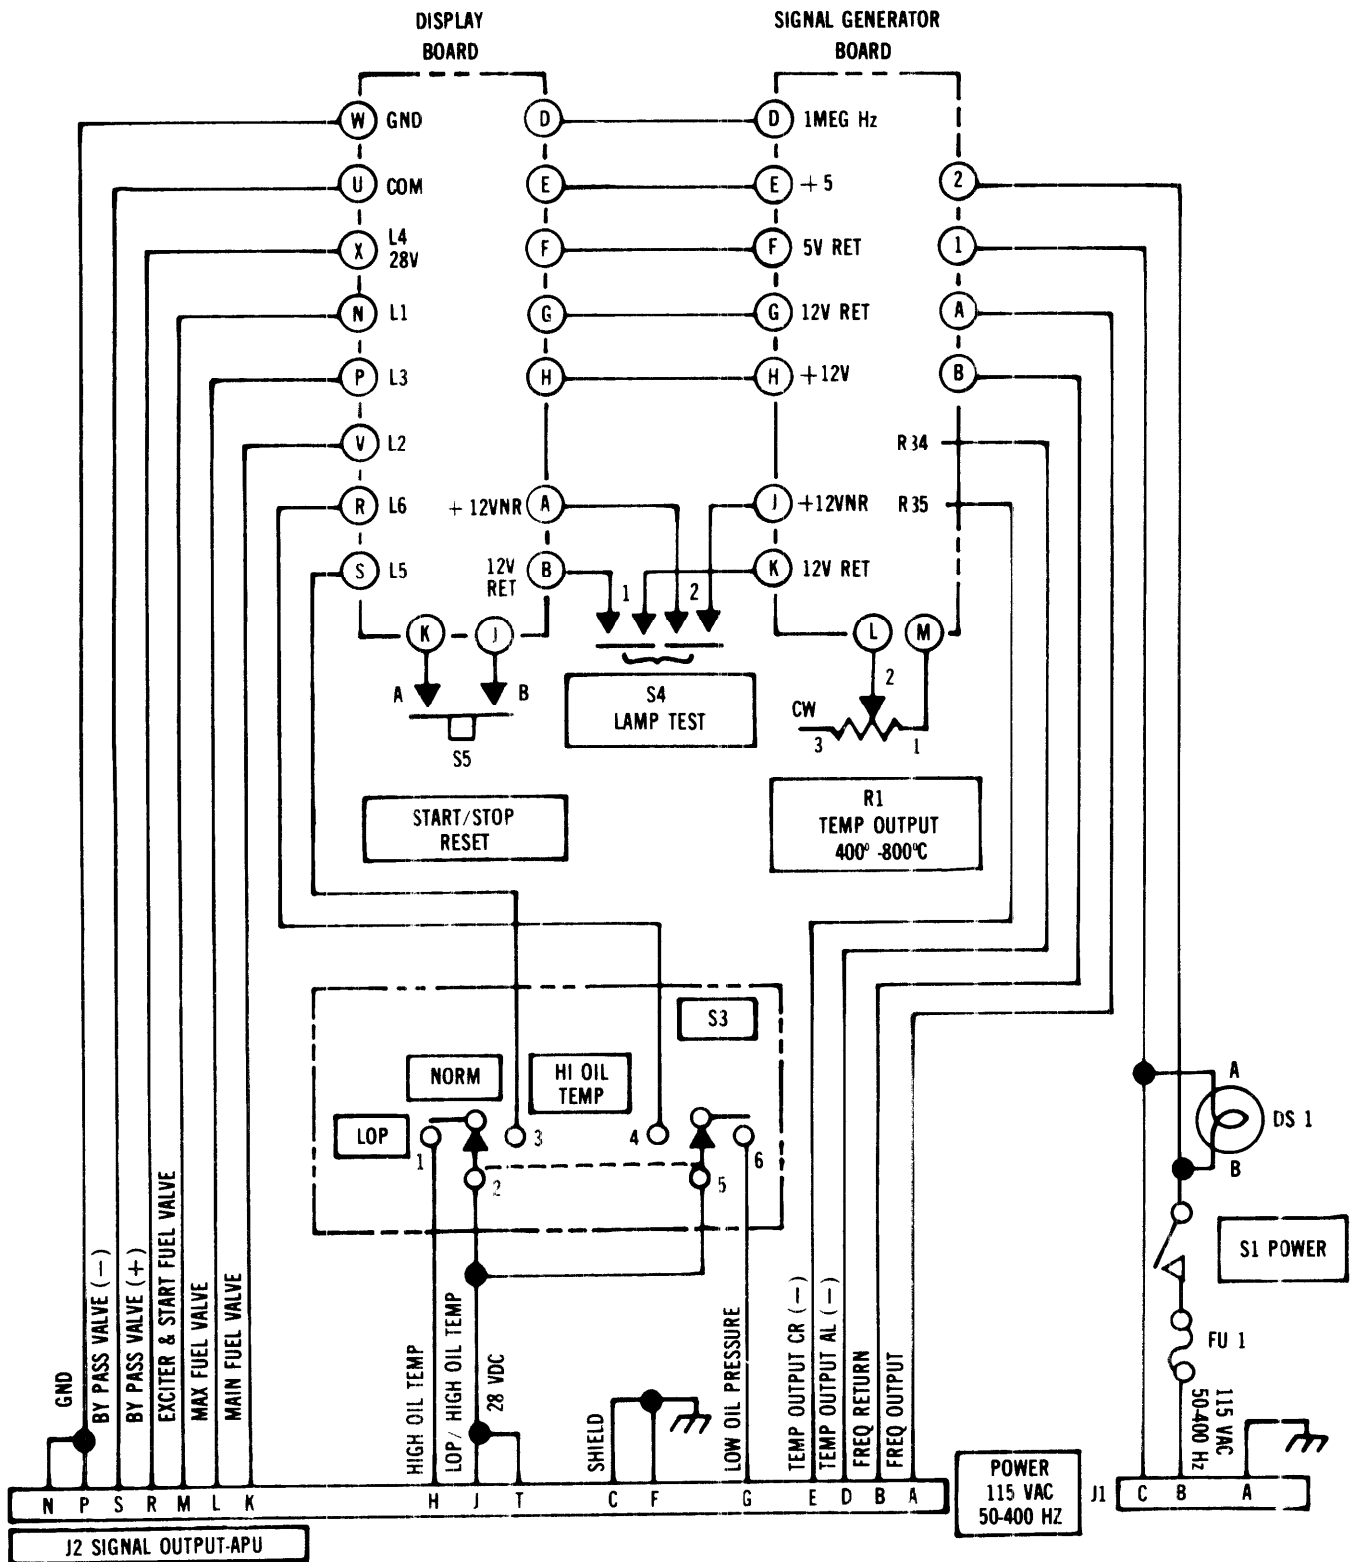 DISPLAY
BOARD
SIGNAL GENERATOR
BOARD
W GND
D
D 1MEG Hz
U COM
E
E + 5
2
X L4
28V
F
F 5V RET
1
N L1
G
G 12V RET
A
P L3
H
H +12V
B
V L2
R34
R L6
+ 12VNR A
J +12VNR
R35
S L5
12V
RET
B
1
2
K 12V RET
K
J
L
M
A
B
S4
LAMP TEST
2
CW
3
1
S5
START/STOP
RESET
R1
TEMP OUTPUT
400° -800°C
S3
NORM
HI OIL
TEMP
LOP
1
2
3
4
5
6
A
DS 1
B
S1 POWER
FU 1
GND
BY PASS VALVE (-)
BY PASS VALVE (+)
EXCITER & START FUEL VALVE
MAX FUEL VALVE
MAIN FUEL VALVE
HIGH OIL TEMP
LOP/ HIGH OIL TEMP
28 VDC
SHIELD
LOW OIL PRESSURE
TEMP OUTPUT CR (-)
TEMP OUTPUT AL (-)
FREQ RETURN
FREQ OUTPUT
115 VAC
50-400 Hz
N P S R M L K H J T C F G E D B A
POWER
115 VAC
50-400 HZ
J1 C B A
J2 SIGNAL OUTPUT-APU